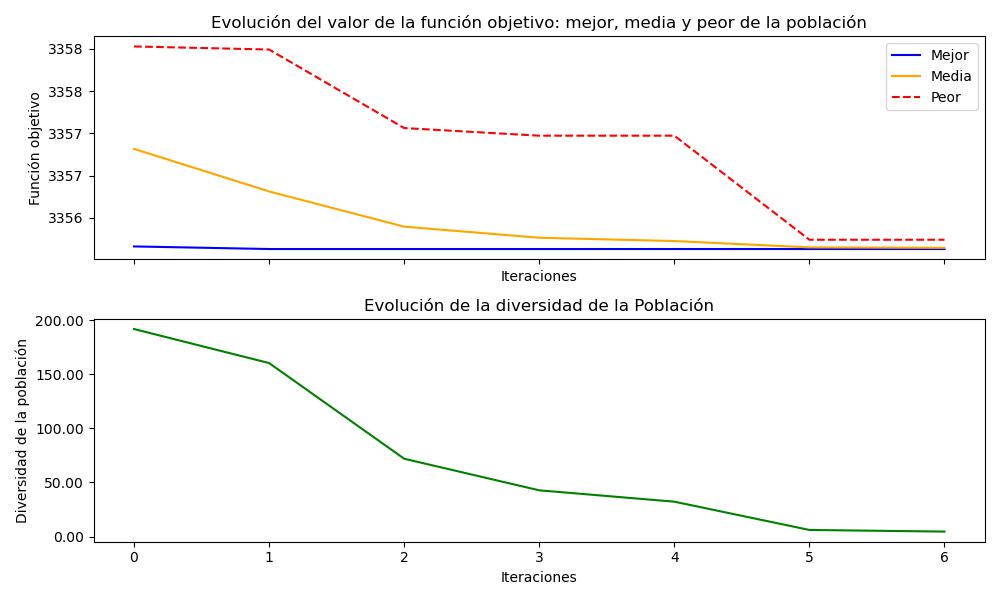 Evolución del valor de la función objetivo: mejor, media y peor de la población
Función objetivo
3358
3358
3357
3357
3356
Mejor
Media
Peor
Iteraciones
Evolución de la diversidad de la Población
Diversidad de la población
200.00
150.00
100.00
50.00
0.00
0 1 2 3 4 5 6
Iteraciones